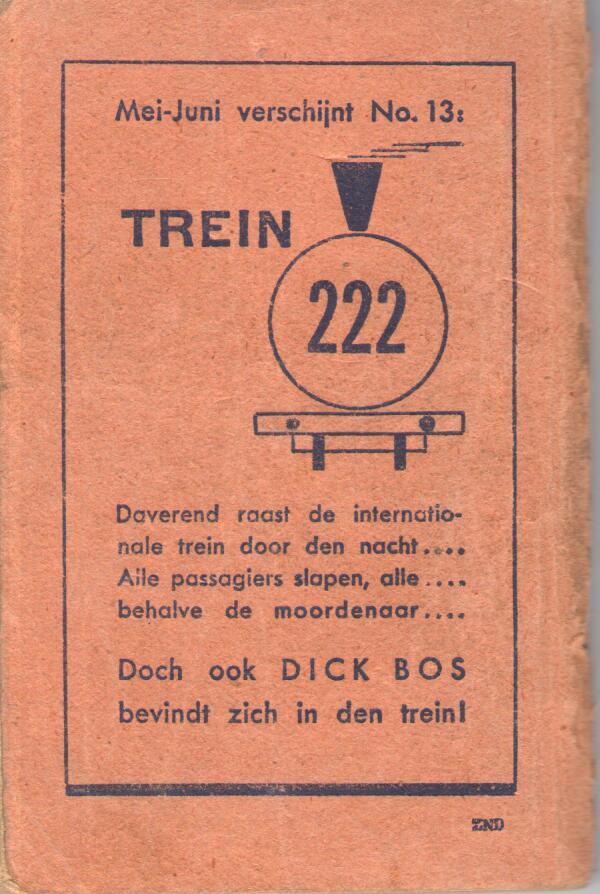 Mei-Juni verschijnt No. 13:
TREIN
222
Daverend raast de internatio-
nale trein door den nacht....
Alle passagiers slapen, alle....
behalve de moordenaar....
Doch ook DICK BOS
bevindt zich in den trein!
ZND